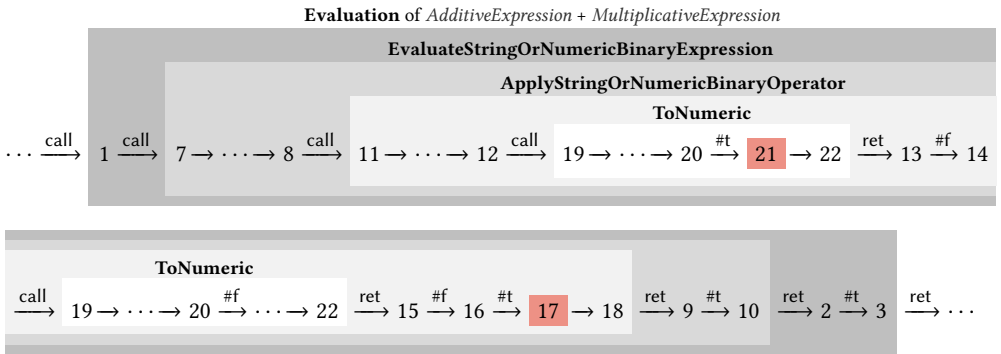 Evaluation of AdditiveExpression + MultiplicativeExpression
EvaluateStringOrNumericBinaryExpression
ApplyStringOrNumericBinaryOperator
ToNumeric
··· call⟶ 1 call⟶ 7 ⟶ ··· ⟶ 8 call⟶ 11 ⟶ ··· ⟶ 12 call⟶ 19 ⟶ ··· ⟶ 20 #t⟶ 21 ⟶ 22 ret⟶ 13 #f⟶ 14
ToNumeric
call⟶ 19 ⟶ ··· ⟶ 20 #f⟶ ··· ⟶ 22 ret⟶ 15 #f⟶ 16 #t⟶ 17 ⟶ 18 ret⟶ 9 #t⟶ 10 ret⟶ 2 #t⟶ 3 ret⟶ ···